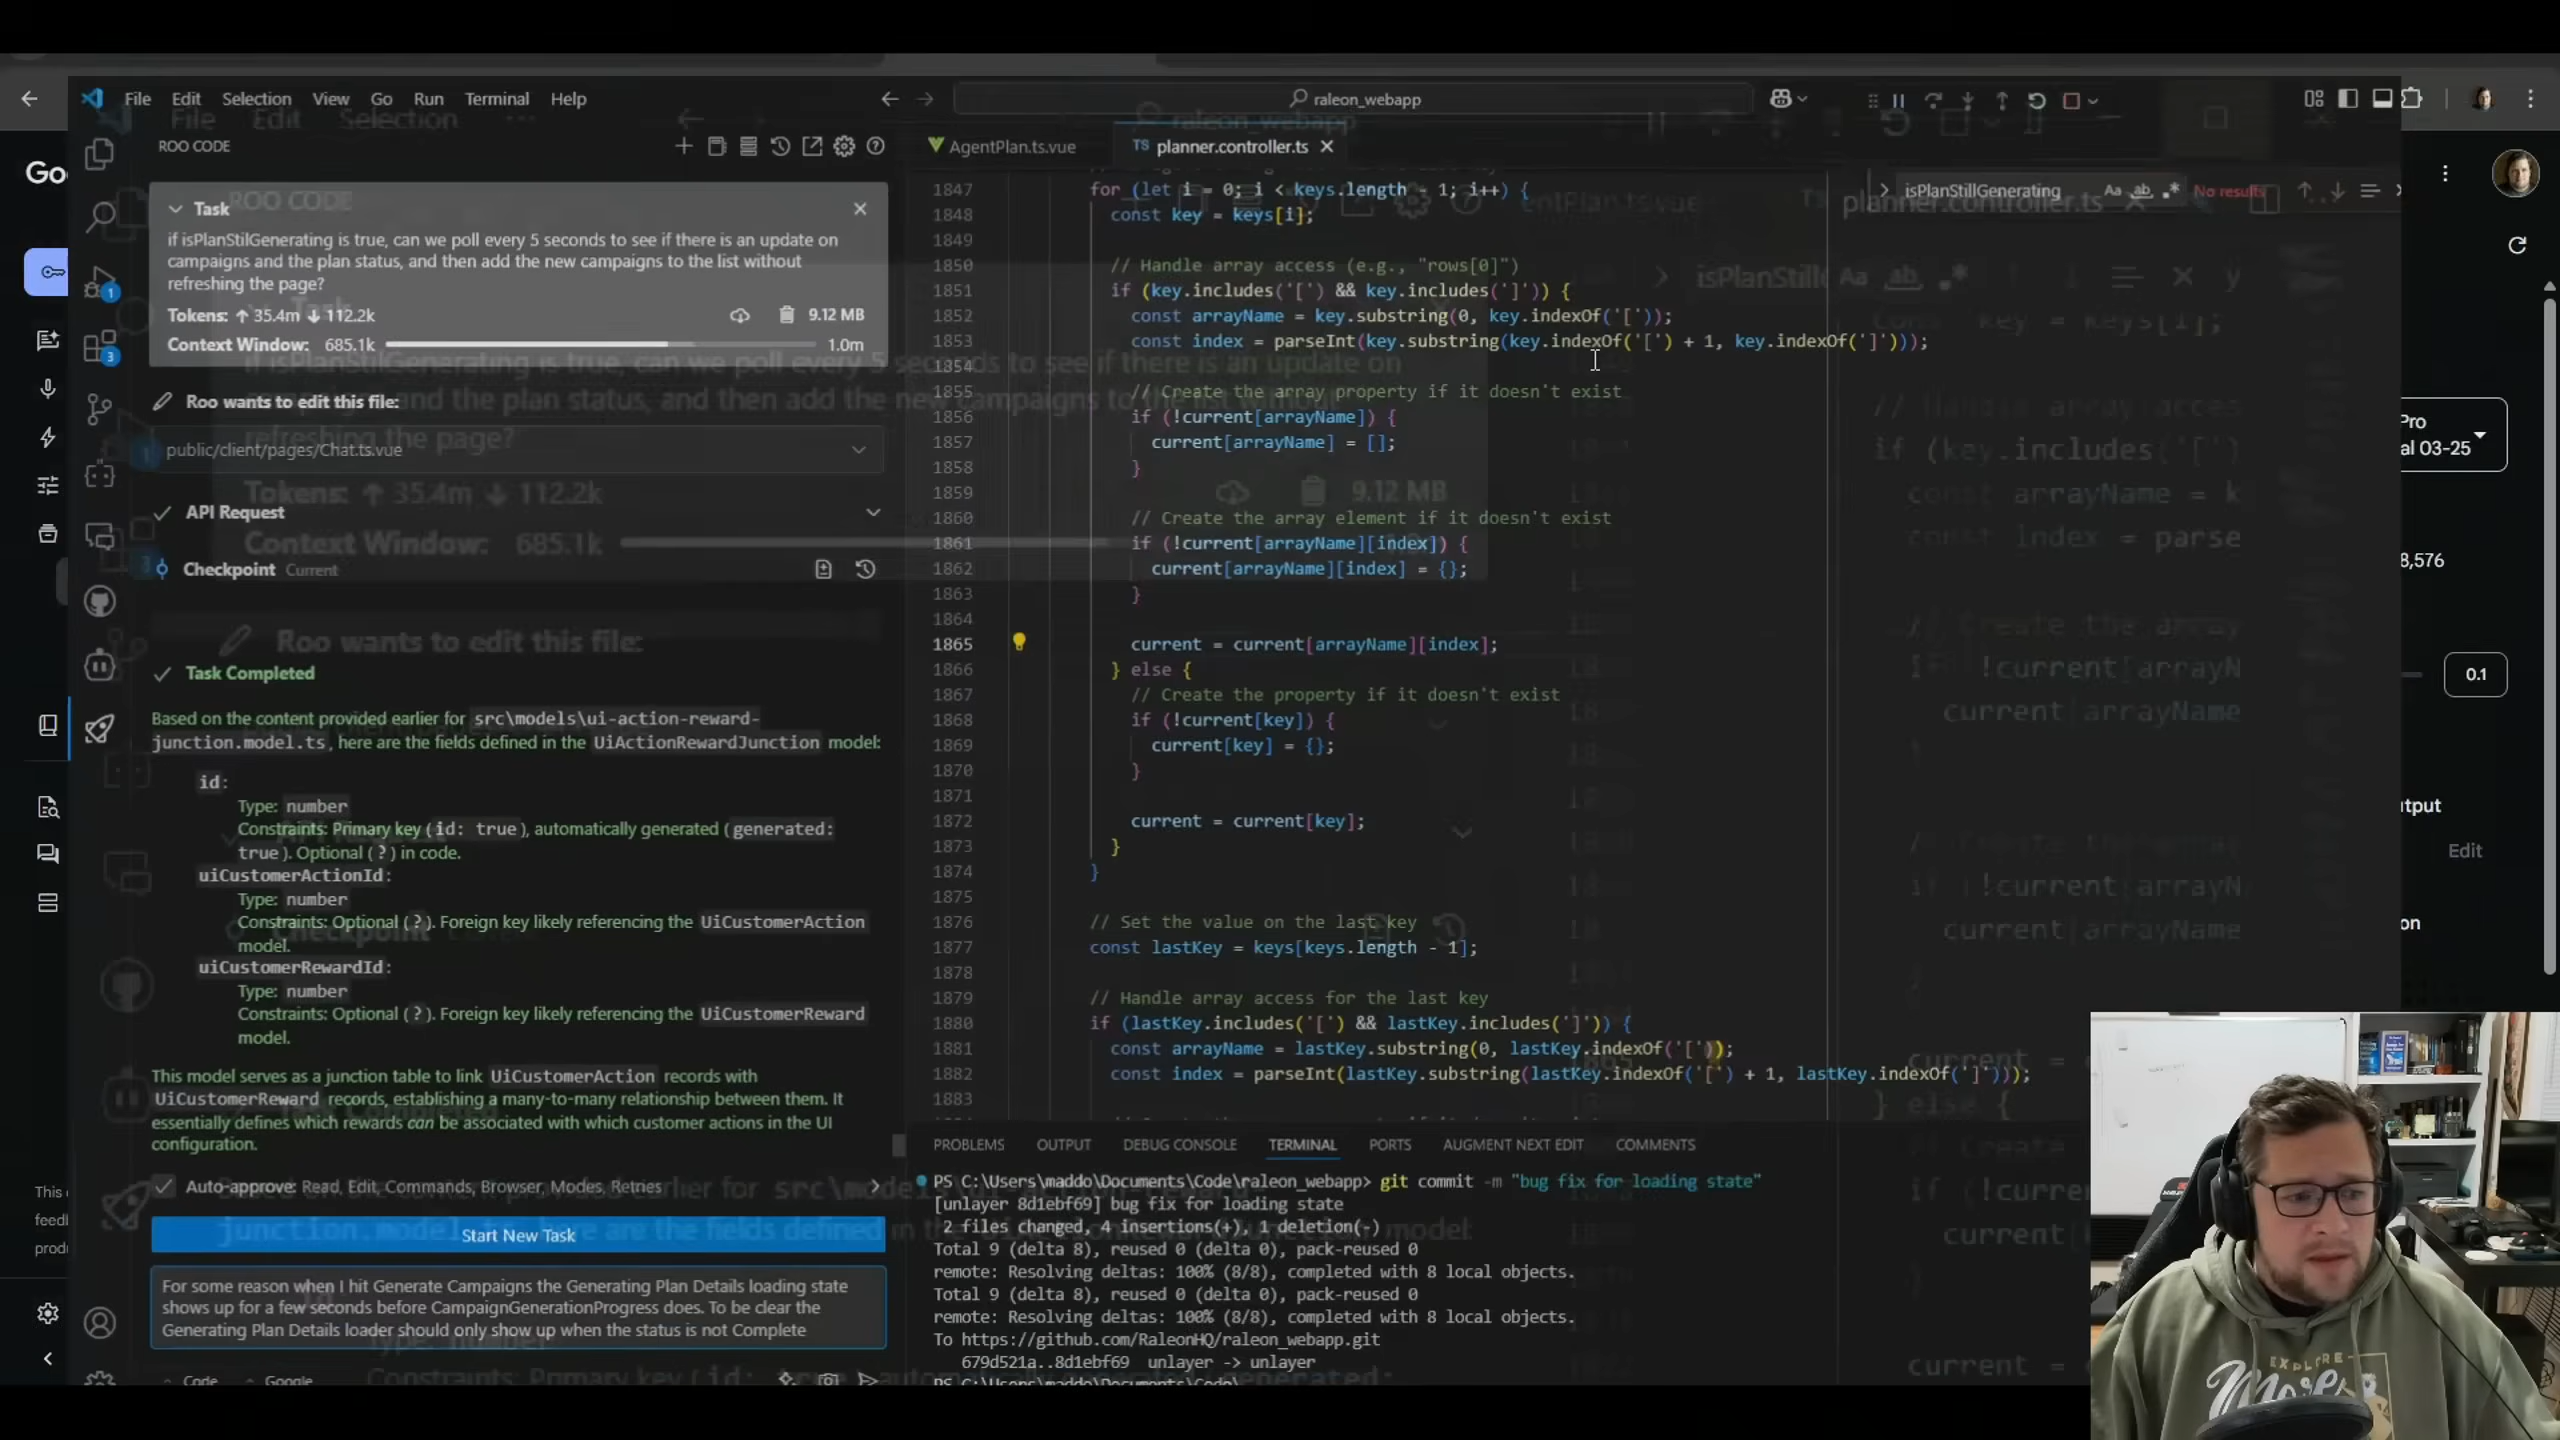 File Edit Selection View Go Run Terminal Help
raleon_webapp
ROO CODE
Task
if isPlanStilGenerating is true, can we poll every 5 seconds to see if there is an update on
campaigns and the plan status, and then add the new campaigns to the list without
refreshing the page?
Tokens: ↑ 35.4m ↓ 112.2k
9.12 MB
Context Window: 685.1k 1.0m
Roo wants to edit this file:
public/client/pages/Chat.ts.vue
API Request
Checkpoint Current
Task Completed
Based on the content provided earlier for src\models\ui-action-reward-
junction.model.ts, here are the fields defined in the UiActionRewardJunction model:
id:
Type: number
Constraints: Primary key (id: true), automatically generated (generated:
true). Optional (?) in code.
uiCustomerActionId:
Type: number
Constraints: Optional (?). Foreign key likely referencing the UiCustomerAction
model.
uiCustomerRewardId:
Type: number
Constraints: Optional (?). Foreign key likely referencing the UiCustomerReward
model.
This model serves as a junction table to link UiCustomerAction records with
UiCustomerReward records, establishing a many-to-many relationship between them. It
essentially defines which rewards can be associated with which customer actions in the UI
configuration.
Auto-approve: Read, Edit, Commands, Browser, Modes, Retries
Start New Task
For some reason when I hit Generate Campaigns the Generating Plan Details loading state
shows up for a few seconds before CampaignGenerationProgress does. To be clear the
Generating Plan Details loader should only show up when the status is not Complete
Code Google
AgentPlan.ts.vue
TS planner.controller.ts
isPlanStillGenerating
No results
1847 for (let i = 0; i < keys.length - 1; i++) {
1848 const key = keys[i];
1849
1850 // Handle array access (e.g., "rows[0]")
1851 if (key.includes('[') && key.includes(']')) {
1852 const arrayName = key.substring(0, key.indexOf('['));
1853 const index = parseInt(key.substring(key.indexOf('[') + 1, key.indexOf(']')));
1854
1855 // Create the array property if it doesn't exist
1856 if (!current[arrayName]) {
1857 current[arrayName] = [];
1858 }
1859
1860 // Create the array element if it doesn't exist
1861 if (!current[arrayName][index]) {
1862 current[arrayName][index] = {};
1863 }
1864
1865 current = current[arrayName][index];
1866 } else {
1867 // Create the property if it doesn't exist
1868 if (!current[key]) {
1869 current[key] = {};
1870 }
1871
1872 current = current[key];
1873 }
1874 }
1875
1876 // Set the value on the last key
1877 const lastKey = keys[keys.length - 1];
1878
1879 // Handle array access for the last key
1880 if (lastKey.includes('[') && lastKey.includes(']')) {
1881 const arrayName = lastKey.substring(0, lastKey.indexOf('['));
1882 const index = parseInt(lastKey.substring(lastKey.indexOf('[') + 1, lastKey.indexOf(']')));
1883
PROBLEMS OUTPUT DEBUG CONSOLE TERMINAL PORTS AUGMENT NEXT EDIT COMMENTS
PS C:\Users\maddo\Documents\Code\raleon_webapp> git commit -m "bug fix for loading state"
[unlayer 8d1ebf69] bug fix for loading state
2 files changed, 4 insertions(+), 1 deletion(-)
Total 9 (delta 8), reused 0 (delta 0), pack-reused 0
remote: Resolving deltas: 100% (8/8), completed with 8 local objects.
Total 9 (delta 8), reused 0 (delta 0), pack-reused 0
remote: Resolving deltas: 100% (8/8), completed with 8 local objects.
To https://github.com/RaleonHQ/raleon_webapp.git
679d521a..8d1ebf69 unlayer -> unlayer
Goo
Pro
al 03-25
8,576
0.1
utput
Edit
on
This
feedl
produ
EXPLORE
More